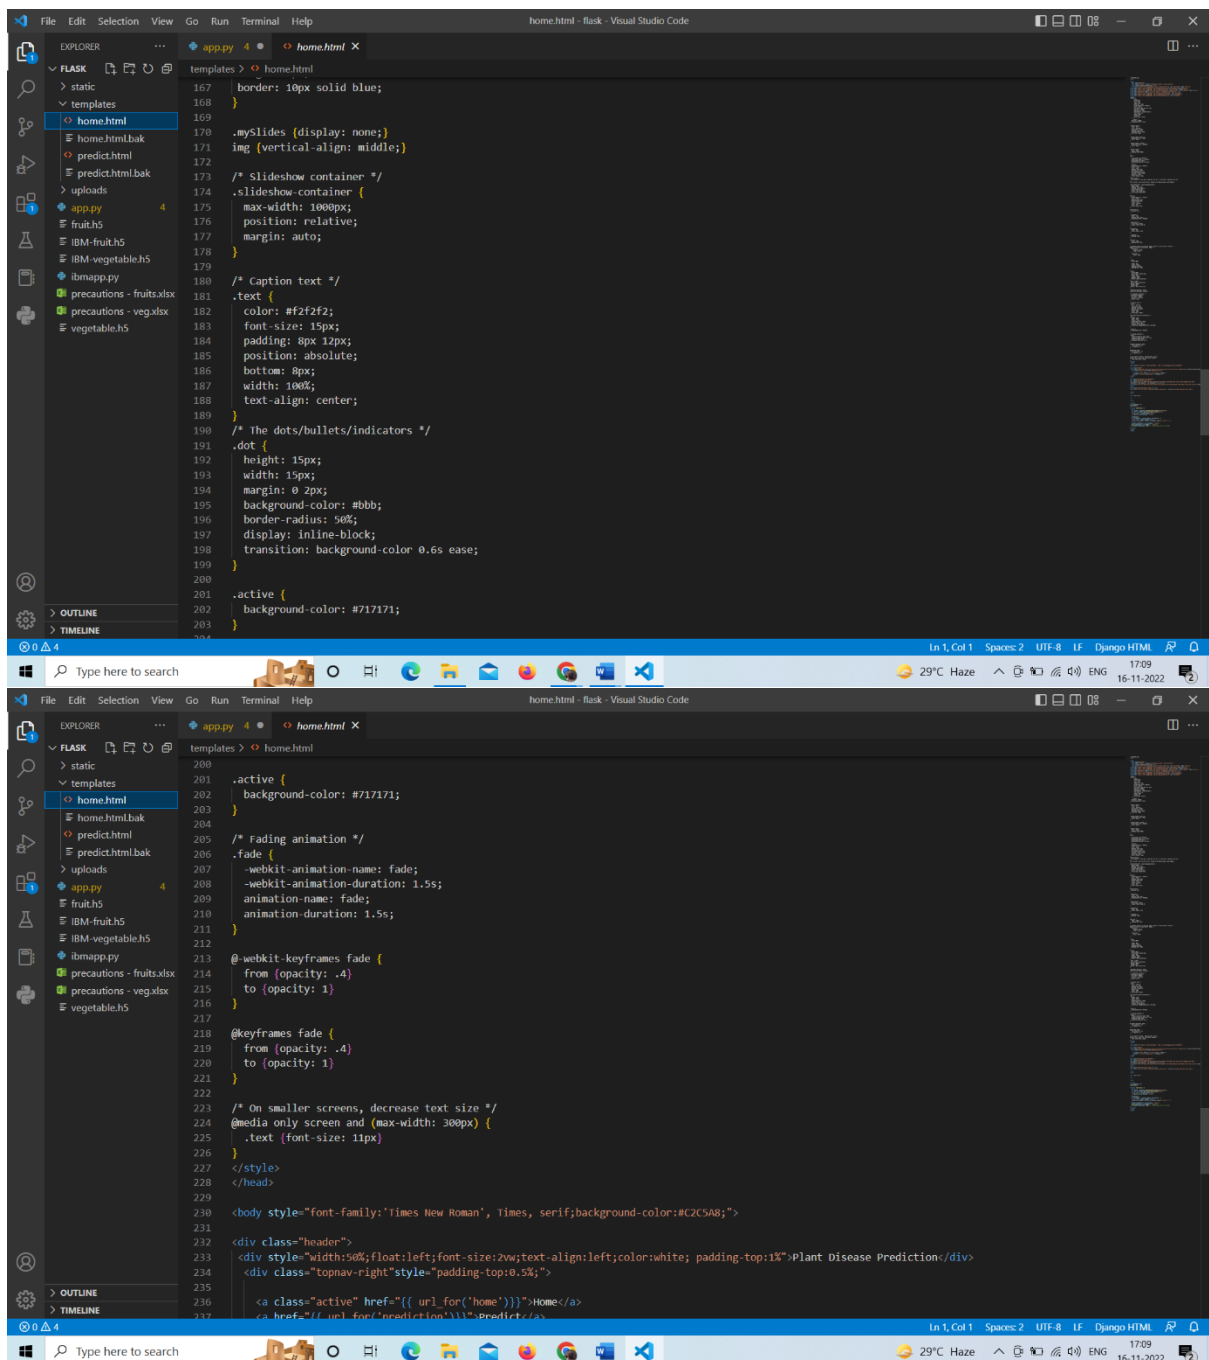 File Edit Selection View Go Run Terminal Help home.html - flask - Visual Studio Code
EXPLORER ··· app.py 4 ● <> home.html ×
FLASK templates > <> home.html
> static
templates
<> home.html
home.html.bak
<> predict.html
predict.html.bak
> uploads
app.py 4
fruit.h5
IBM-fruit.h5
IBM-vegetable.h5
ibmapp.py
precautions - fruits.xlsx
precautions - veg.xlsx
vegetable.h5
> OUTLINE
> TIMELINE
167 border: 10px solid blue;
168 }
169
170 .mySlides {display: none;}
171 img {vertical-align: middle;}
172
173 /* Slideshow container */
174 .slideshow-container {
175 max-width: 1000px;
176 position: relative;
177 margin: auto;
178 }
179
180 /* Caption text */
181 .text {
182 color: #f2f2f2;
183 font-size: 15px;
184 padding: 8px 12px;
185 position: absolute;
186 bottom: 8px;
187 width: 100%;
188 text-align: center;
189 }
190 /* The dots/bullets/indicators */
191 .dot {
192 height: 15px;
193 width: 15px;
194 margin: 0 2px;
195 background-color: #bbb;
196 border-radius: 50%;
197 display: inline-block;
198 transition: background-color 0.6s ease;
199 }
200
201 .active {
202 background-color: #717171;
203 }
0 4 Ln 1, Col 1 Spaces: 2 UTF-8 LF Django HTML
Type here to search 29°C Haze ENG 17:09
16-11-2022 2
File Edit Selection View Go Run Terminal Help home.html - flask - Visual Studio Code
EXPLORER ··· app.py 4 ● <> home.html ×
FLASK templates > <> home.html
> static
templates
<> home.html
home.html.bak
<> predict.html
predict.html.bak
> uploads
app.py 4
fruit.h5
IBM-fruit.h5
IBM-vegetable.h5
ibmapp.py
precautions - fruits.xlsx
precautions - veg.xlsx
vegetable.h5
> OUTLINE
> TIMELINE
200
201 .active {
202 background-color: #717171;
203 }
204
205 /* Fading animation */
206 .fade {
207 -webkit-animation-name: fade;
208 -webkit-animation-duration: 1.5s;
209 animation-name: fade;
210 animation-duration: 1.5s;
211 }
212
213 @-webkit-keyframes fade {
214 from {opacity: .4}
215 to {opacity: 1}
216 }
217
218 @keyframes fade {
219 from {opacity: .4}
220 to {opacity: 1}
221 }
222
223 /* On smaller screens, decrease text size */
224 @media only screen and (max-width: 300px) {
225 .text {font-size: 11px}
226 }
227 </style>
228 </head>
229
230 <body style="font-family:'Times New Roman', Times, serif;background-color:#C2C5A8;">
231
232 <div class="header">
233 <div style="width:50%;float:left;font-size:2vw;text-align:left;color:white; padding-top:1%">Plant Disease Prediction</div>
234 <div class="topnav-right"style="padding-top:0.5%;">
235
236 <a class="active" href="{{ url_for('home')}}">Home</a>
237 <a href="{{ url_for('prediction')}}">Predict</a>
0 4 Ln 1, Col 1 Spaces: 2 UTF-8 LF Django HTML
Type here to search 29°C Haze ENG 17:09
16-11-2022 2